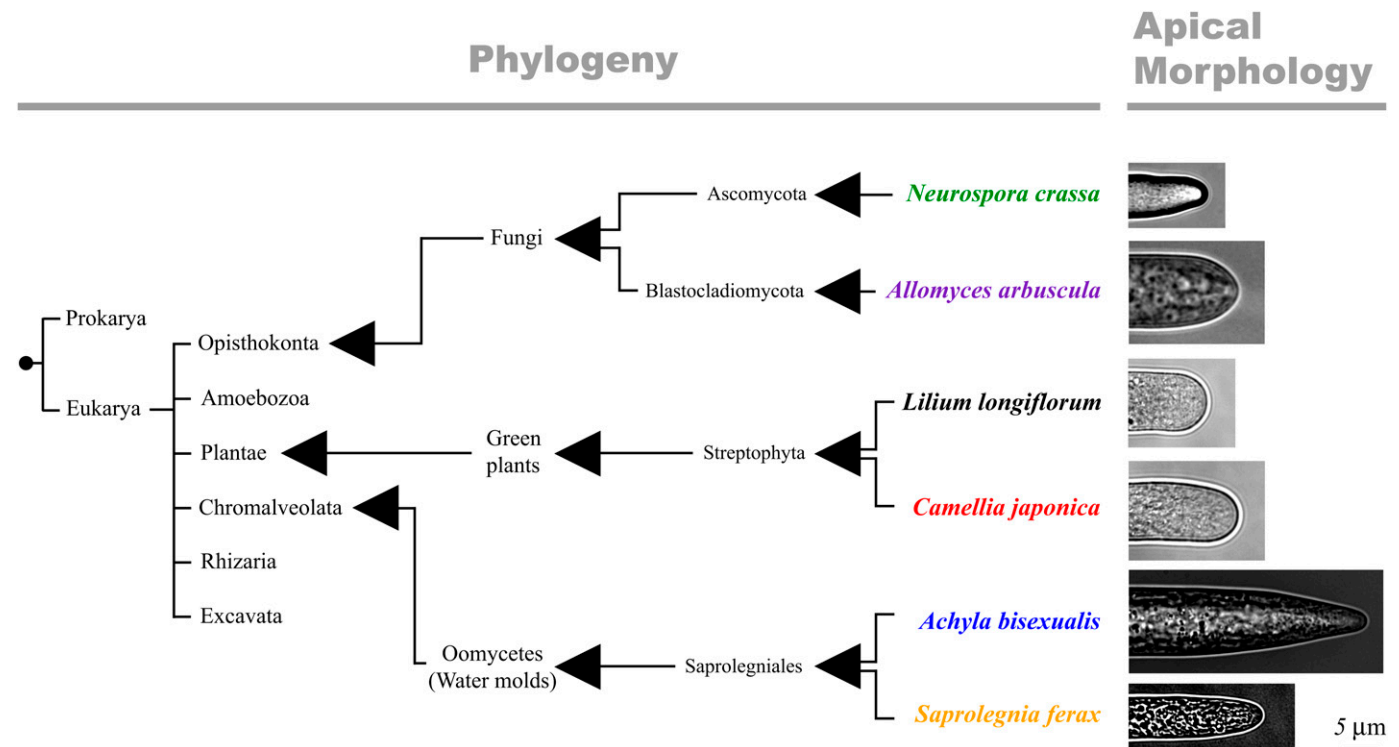 Phylogeny
Apical
Morphology
Ascomycota
Neurospora crassa
Fungi
Blastocladiomycota
Allomyces arbuscula
Prokarya
Opisthokonta
Eukarya
Amoebozoa
Lilium longiflorum
Plantae
Green
plants
Streptophyta
Chromalveolata
Camellia japonica
Rhizaria
Excavata
Achyla bisexualis
Oomycetes
(Water molds)
Saprolegniales
Saprolegnia ferax
5 µm